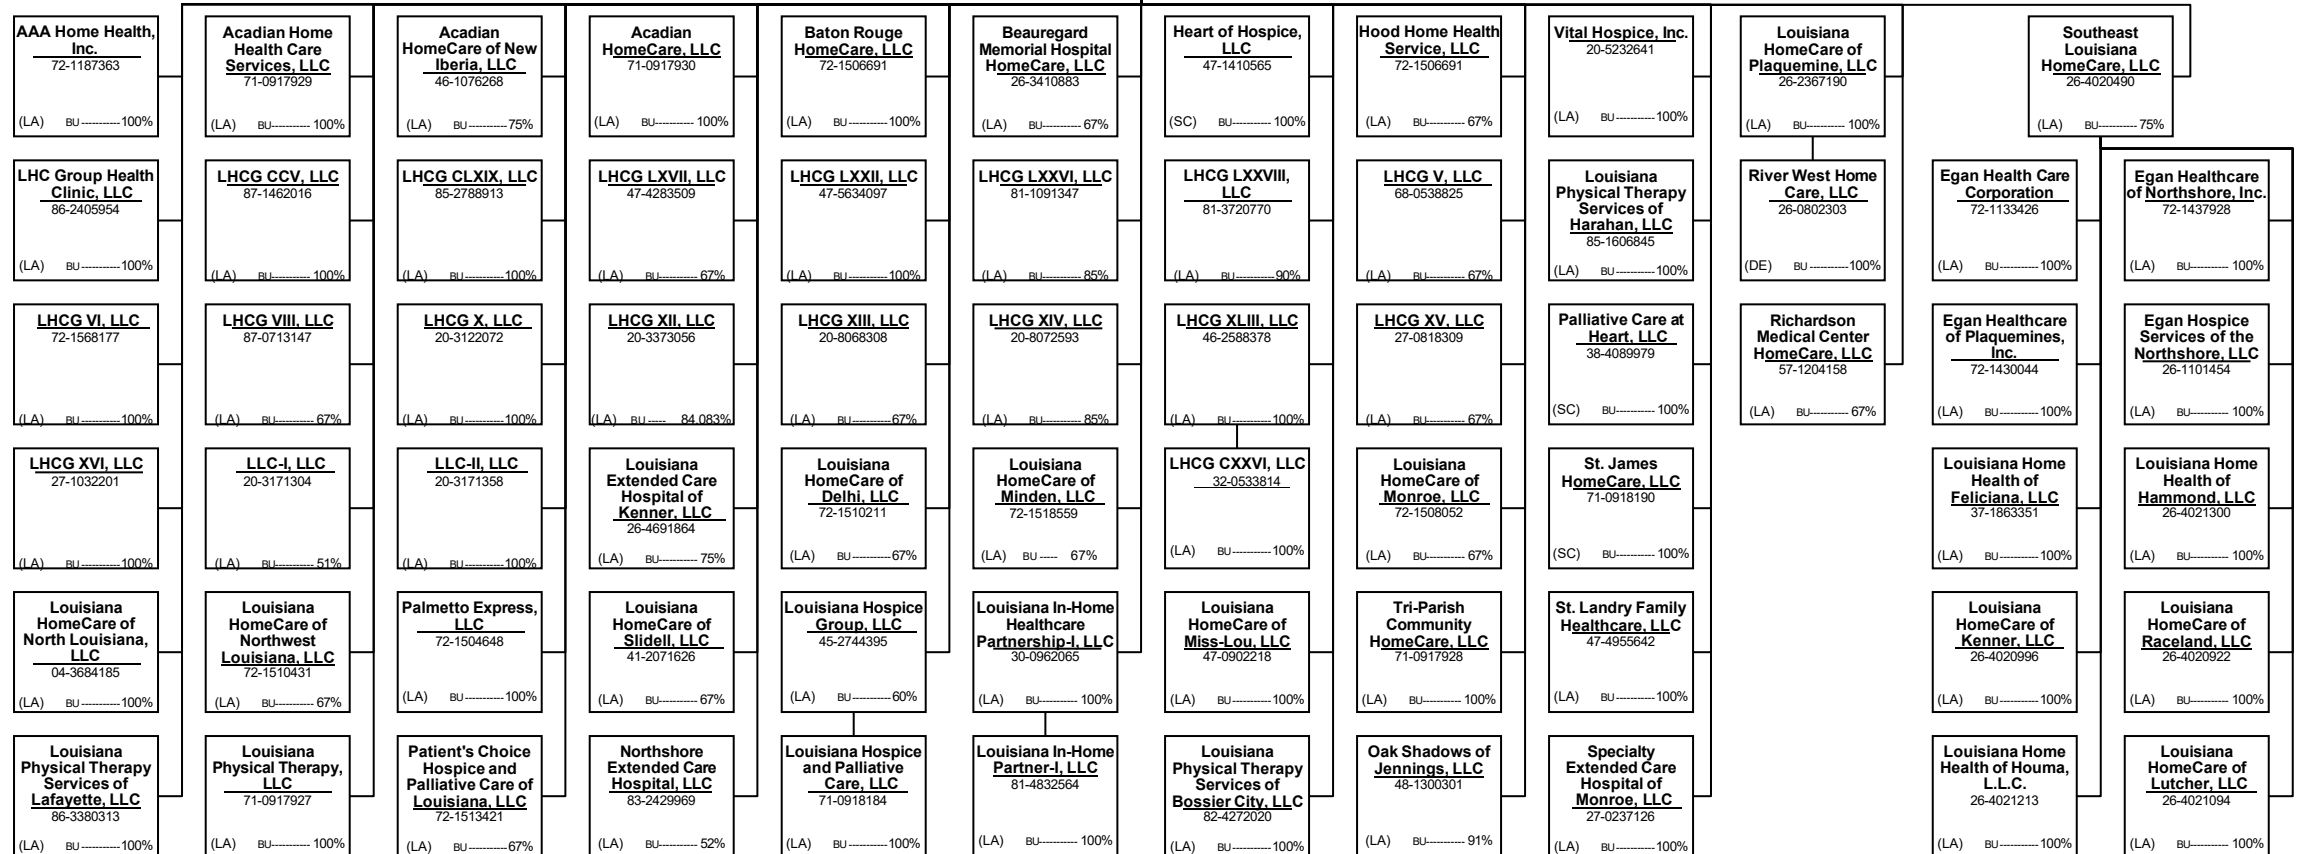 AAA Home Health,
Inc.
72-1187363
(LA) BU-----------100%
Acadian Home
Health Care
Services, LLC
71-0917929
(LA) BU----------- 100%
Acadian
HomeCare of New
Iberia, LLC
46-1076268
(LA) BU-----------75%
Acadian
HomeCare, LLC
71-0917930
(LA) BU----------- 100%
Baton Rouge
HomeCare, LLC
72-1506691
(LA) BU-----------100%
Beauregard
Memorial Hospital
HomeCare, LLC
26-3410883
(LA) BU----------- 67%
Heart of Hospice,
LLC
47-1410565
(SC) BU----------- 100%
Hood Home Health
Service, LLC
72-1506691
(LA) BU----------- 67%
Vital Hospice, Inc.
20-5232641
(LA) BU-----------100%
Louisiana
HomeCare of
Plaquemine, LLC
26-2367190
(LA) BU----------- 100%
Southeast
Louisiana
HomeCare, LLC
26-4020490
(LA) BU----------- 75%
LHC Group Health
Clinic, LLC
86-2405954
(LA) BU-----------100%
LHCG CCV, LLC
87-1462016
(LA) BU----------- 100%
LHCG CLXIX, LLC
85-2788913
(LA) BU-----------100%
LHCG LXVII, LLC
47-4283509
(LA) BU----------- 67%
LHCG LXXII, LLC
47-5634097
(LA) BU-----------100%
LHCG LXXVI, LLC
81-1091347
(LA) BU----------- 85%
LHCG LXXVIII,
LLC
81-3720770
(LA) BU-----------90%
LHCG V, LLC
68-0538825
(LA) BU----------- 67%
Louisiana
Physical Therapy
Services of
Harahan, LLC
85-1606845
(LA) BU-----------100%
River West Home
Care, LLC
26-0802303
(DE) BU-----------100%
Egan Health Care
Corporation
72-1133426
(LA) BU-----------100%
Egan Healthcare
of Northshore, Inc.
72-1437928
(LA) BU----------- 100%
LHCG VI, LLC
72-1568177
(LA) BU-----------100%
LHCG VIII, LLC
87-0713147
(LA) BU----------- 67%
LHCG X, LLC
20-3122072
(LA) BU-----------100%
LHCG XII, LLC
20-3373056
(LA) BU ----- 84.083%
LHCG XIII, LLC
20-8068308
(LA) BU-----------67%
LHCG XIV, LLC
20-8072593
(LA) BU----------- 85%
LHCG XLIII, LLC
46-2588378
(LA) BU-----------100%
LHCG XV, LLC
27-0818309
(LA) BU----------- 67%
Palliative Care at
Heart, LLC
38-4089979
(SC) BU----------- 100%
Richardson
Medical Center
HomeCare, LLC
57-1204158
(LA) BU----------- 67%
Egan Healthcare
of Plaquemines,
Inc.
72-1430044
(LA) BU-----------100%
Egan Hospice
Services of the
Northshore, LLC
26-1101454
(LA) BU----------- 100%
LHCG XVI, LLC
27-1032201
(LA) BU-----------100%
LLC-I, LLC
20-3171304
(LA) BU----------- 51%
LLC-II, LLC
20-3171358
(LA) BU-----------100%
Louisiana
Extended Care
Hospital of
Kenner, LLC
26-4691864
(LA) BU----------- 75%
Louisiana
HomeCare of
Delhi, LLC
72-1510211
(LA) BU-----------67%
Louisiana
HomeCare of
Minden, LLC
72-1518559
(LA) BU ----- 67%
LHCG CXXVI, LLC
32-0533814
(LA) BU-----------100%
Louisiana
HomeCare of
Monroe, LLC
72-1508052
(LA) BU----------- 67%
St. James
HomeCare, LLC
71-0918190
(SC) BU----------- 100%
Louisiana Home
Health of
Feliciana, LLC
37-1863351
(LA) BU-----------100%
Louisiana Home
Health of
Hammond, LLC
26-4021300
(LA) BU----------- 100%
Louisiana
HomeCare of
North Louisiana,
LLC
04-3684185
(LA) BU-----------100%
Louisiana
HomeCare of
Northwest
Louisiana, LLC
72-1510431
(LA) BU----------- 67%
Palmetto Express,
LLC
72-1504648
(LA) BU-----------100%
Louisiana
HomeCare of
Slidell, LLC
41-2071626
(LA) BU----------- 67%
Louisiana Hospice
Group, LLC
45-2744395
(LA) BU-----------60%
Louisiana In-Home
Healthcare
Partnership-I, LLC
30-0962065
(LA) BU----------- 100%
Louisiana
HomeCare of
Miss-Lou, LLC
47-0902218
(LA) BU-----------100%
Tri-Parish
Community
HomeCare, LLC
71-0917928
(LA) BU----------- 100%
St. Landry Family
Healthcare, LLC
47-4955642
(LA) BU-----------100%
Louisiana
HomeCare of
Kenner, LLC
26-4020996
(LA) BU-----------100%
Louisiana
HomeCare of
Raceland, LLC
26-4020922
(LA) BU----------- 100%
Louisiana
Physical Therapy
Services of
Lafayette, LLC
86-3380313
(LA) BU-----------100%
Louisiana
Physical Therapy,
LLC
71-0917927
(LA) BU----------- 100%
Patient's Choice
Hospice and
Palliative Care of
Louisiana, LLC
72-1513421
(LA) BU-----------67%
Northshore
Extended Care
Hospital, LLC
83-2429969
(LA) BU----------- 52%
Louisiana Hospice
and Palliative
Care, LLC
71-0918184
(LA) BU-----------100%
Louisiana In-Home
Partner-I, LLC
81-4832564
(LA) BU----------- 100%
Louisiana
Physical Therapy
Services of
Bossier City, LLC
82-4272020
(LA) BU-----------100%
Oak Shadows of
Jennings, LLC
48-1300301
(LA) BU----------- 91%
Specialty
Extended Care
Hospital of
Monroe, LLC
27-0237126
(LA) BU-----------100%
Louisiana Home
Health of Houma,
L.L.C.
26-4021213
(LA) BU-----------100%
Louisiana
HomeCare of
Lutcher, LLC
26-4021094
(LA) BU----------- 100%